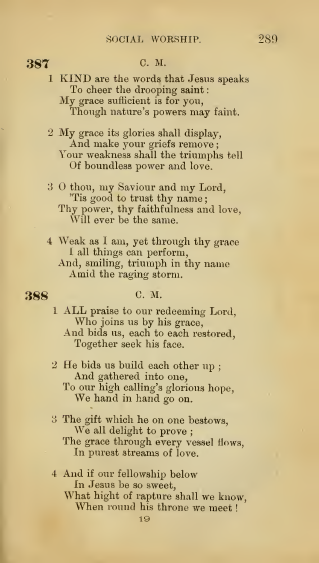 SOCIAL WORSHIP. 289
387 C. M.
1 KIND are the words that Jesus speaks
To cheer the drooping saint:
My grace sufficient is for you,
Though nature's powers may faint.
2 My grace its glories shall display,
And make your griefs remove;
Your weakness shall the triumphs tell
Of boundless power and love.
3 O thou, my Saviour and my Lord,
'Tis good to trust thy name;
Thy power, thy faithfulness and love,
Will ever be the same.
4 Weak as I am, yet through thy grace
I all things can perform,
And, smiling, triumph in thy name
Amid the raging storm.
388 C. M.
1 ALL praise to our redeeming Lord,
Who joins us by his grace,
And bids us, each to each restored,
Together seek his face.
2 He bids us build each other up;
And gathered into one,
To our high calling's glorious hope,
We hand in hand go on.
3 The gift which he on one bestows,
We all delight to prove;
The grace through every vessel flows,
In purest streams of love.
4 And if our fellowship below
In Jesus be so sweet,
What hight of rapture shall we know,
When round his throne we meet!
19